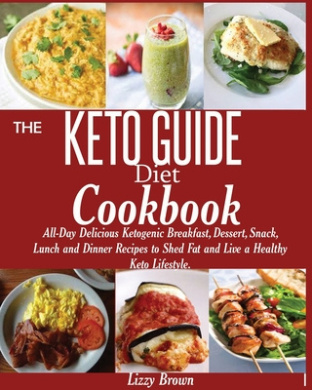 THE
KETO GUIDE
Diet
Cookbook
All-Day Delicious Ketogenic Breakfast, Dessert, Snack,
Lunch and Dinner Recipes to Shed Fat and Live a Healthy
Keto Lifestyle.
Lizzy Brown